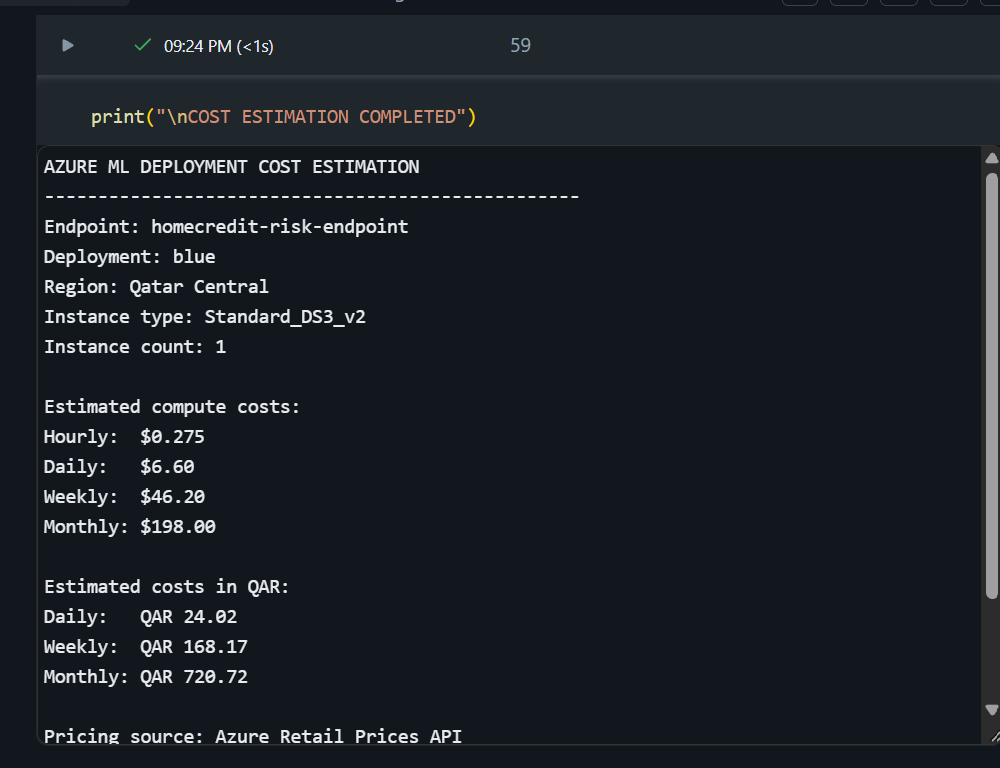 09:24 PM (<1s)
59
print("\nCOST ESTIMATION COMPLETED")
AZURE ML DEPLOYMENT COST ESTIMATION
--------------------------------------------------
Endpoint: homecredit-risk-endpoint
Deployment: blue
Region: Qatar Central
Instance type: Standard_DS3_v2
Instance count: 1
Estimated compute costs:
Hourly:  $0.275
Daily:   $6.60
Weekly:  $46.20
Monthly: $198.00
Estimated costs in QAR:
Daily:   QAR 24.02
Weekly:  QAR 168.17
Monthly: QAR 720.72
Pricing source: Azure Retail Prices API